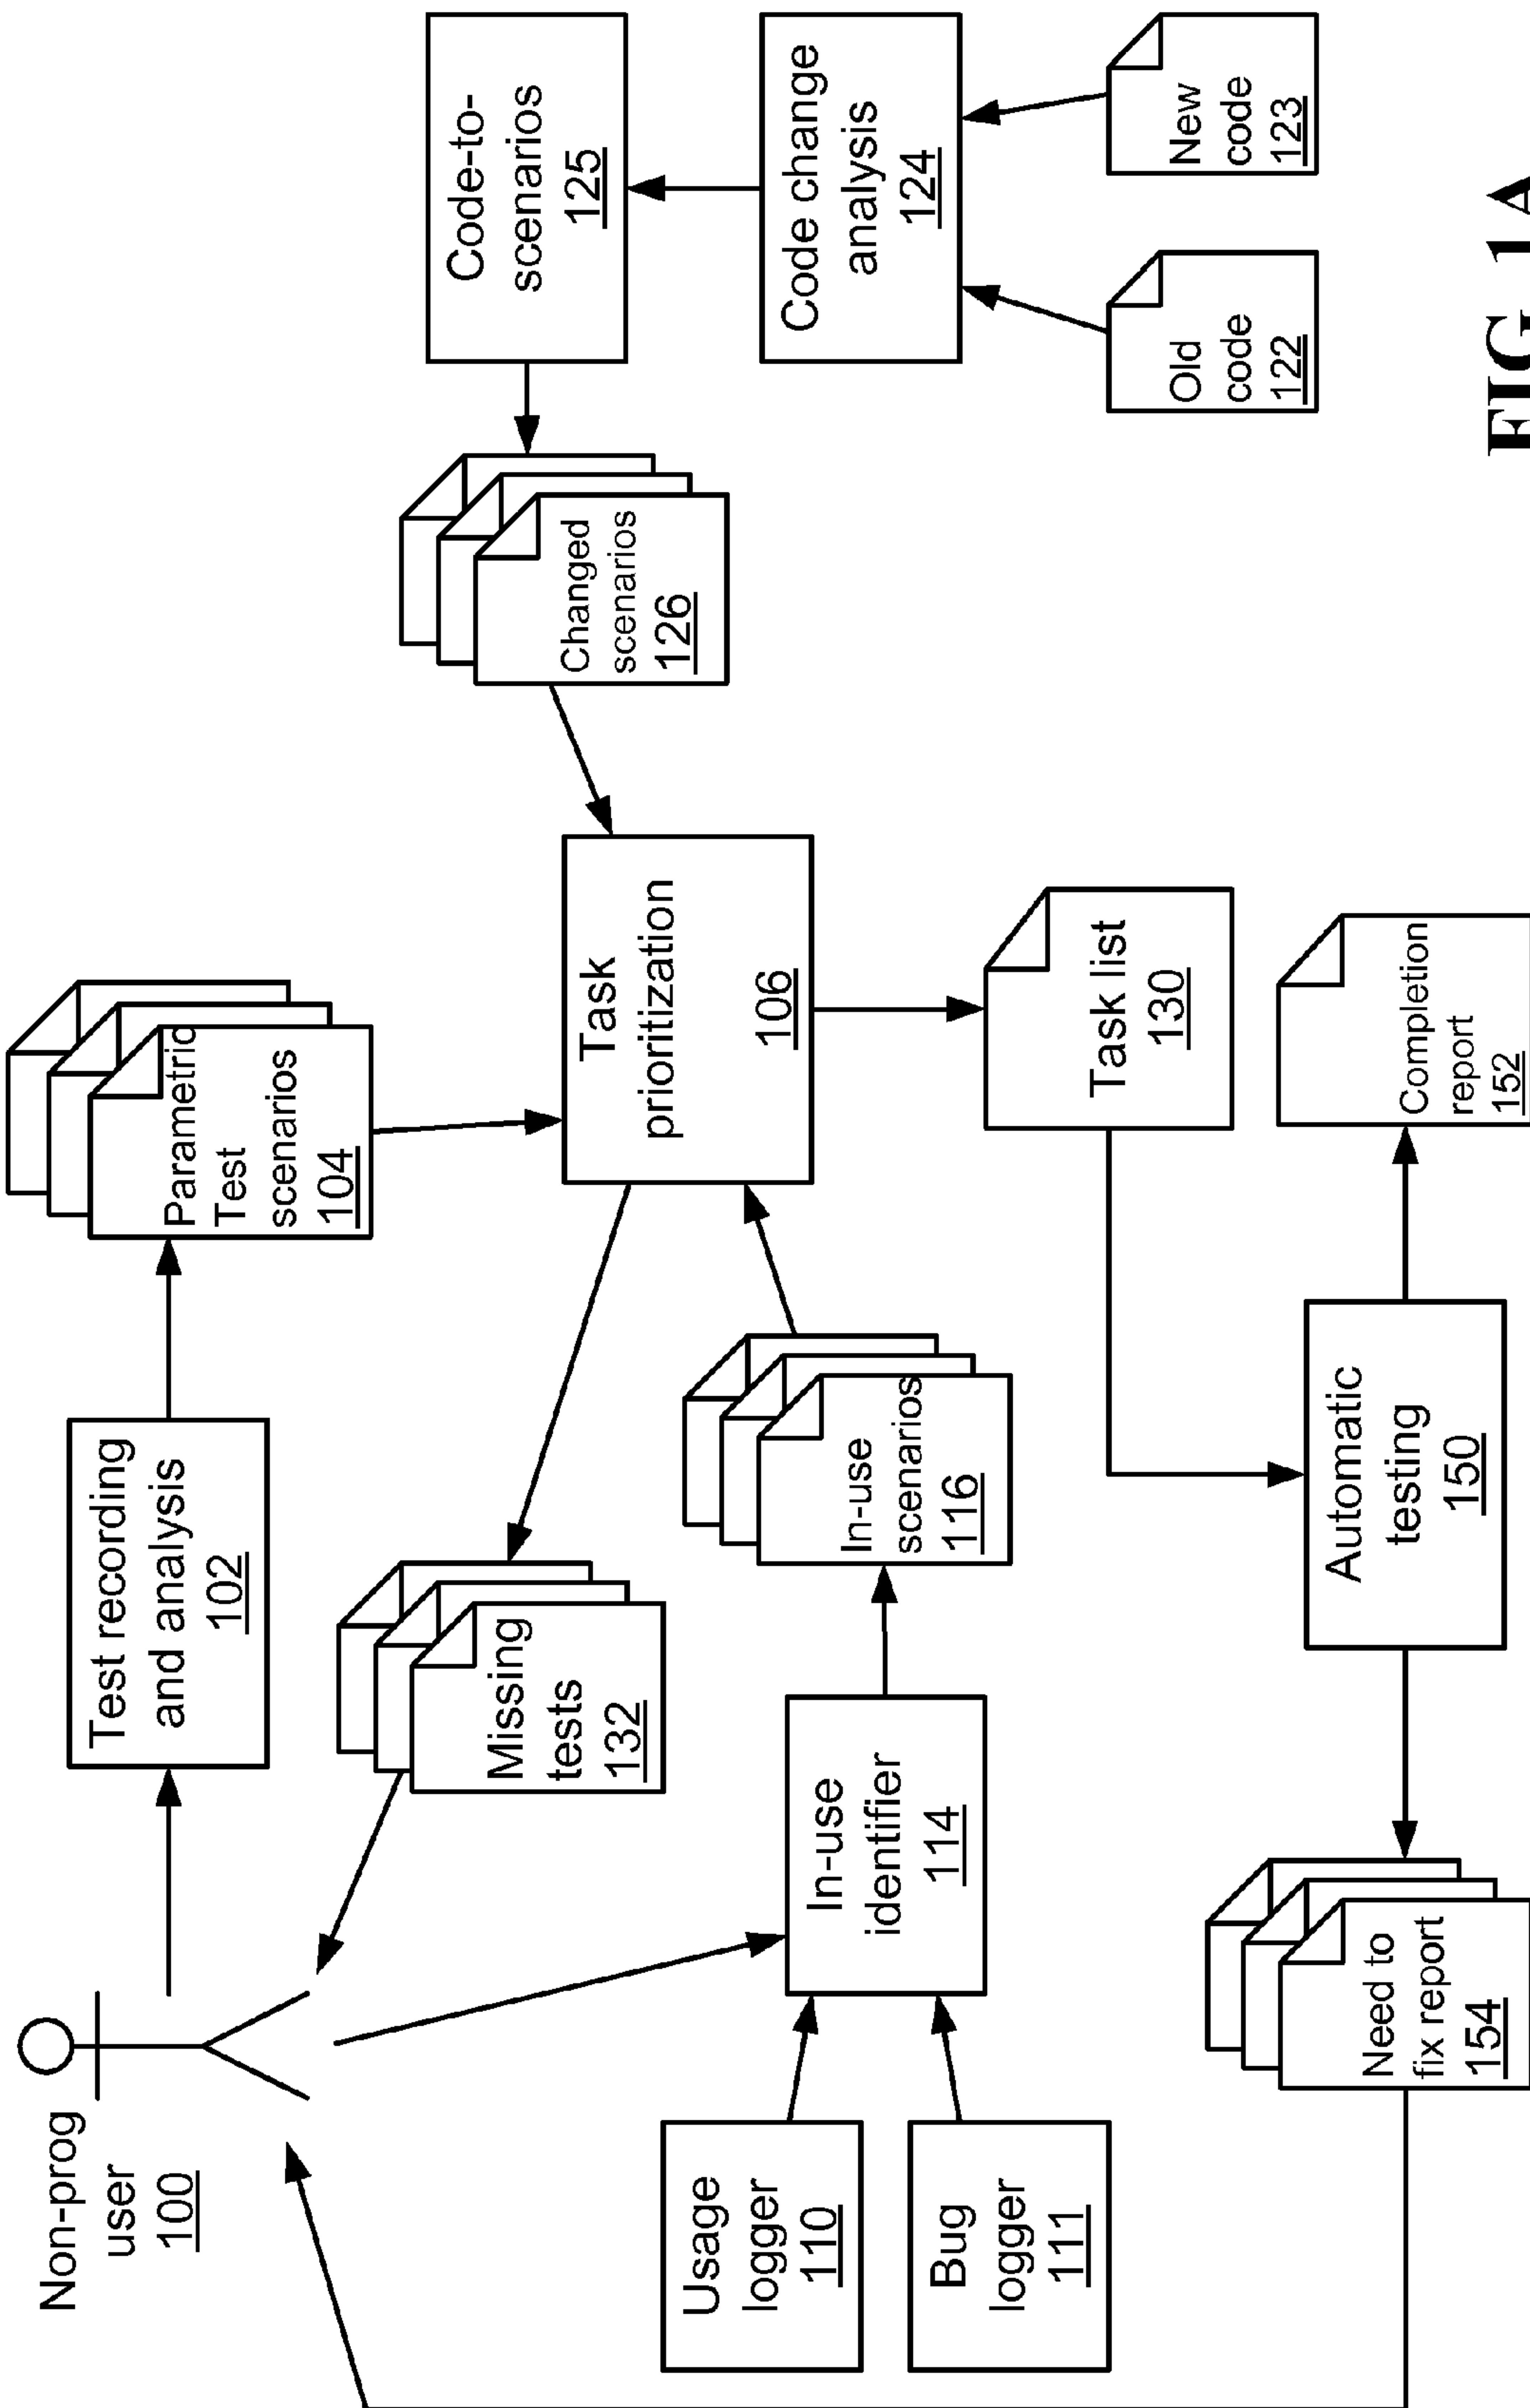 Non-prog
user
100
Test recording
and analysis
102
Parametric
Test
scenarios
104
Missing
tests
132
Task
prioritization
106
Changed
scenarios
126
Code-to-
scenarios
125
Usage
logger
110
Bug
logger
111
In-use
identifier
114
In-use
scenarios
116
Code change
analysis
124
Task list
130
Old
code
122
New
code
123
Need to
fix report
154
Automatic
testing
150
Completion
report
152
FIG 1A